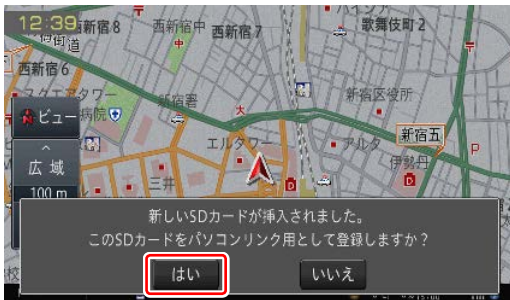 12:39
新宿8
西新宿中
西新宿7
歌舞伎町2
西新宿6
新宿署
新宿区役所
ビュー
病院
エルタワー
アルタ
新宿五
伊勢丹
P
広域
100 m
三井
新しいSDカードが挿入されました。
このSDカードをパソコンリンク用として登録しますか？
はい
いいえ